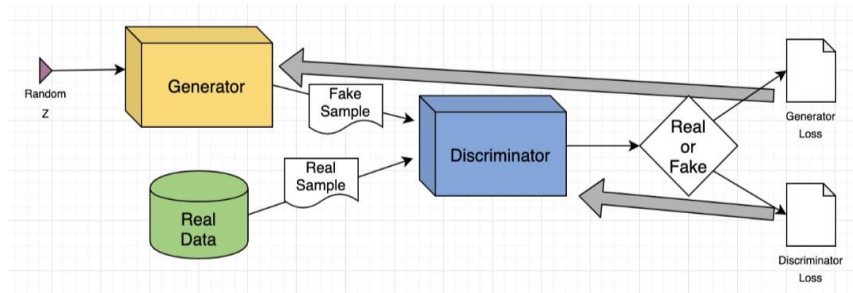 Random
Z
Generator
Fake
Sample
Real
Sample
Real
Data
Discriminator
Real
or
Fake
Generator
Loss
Discriminator
Loss